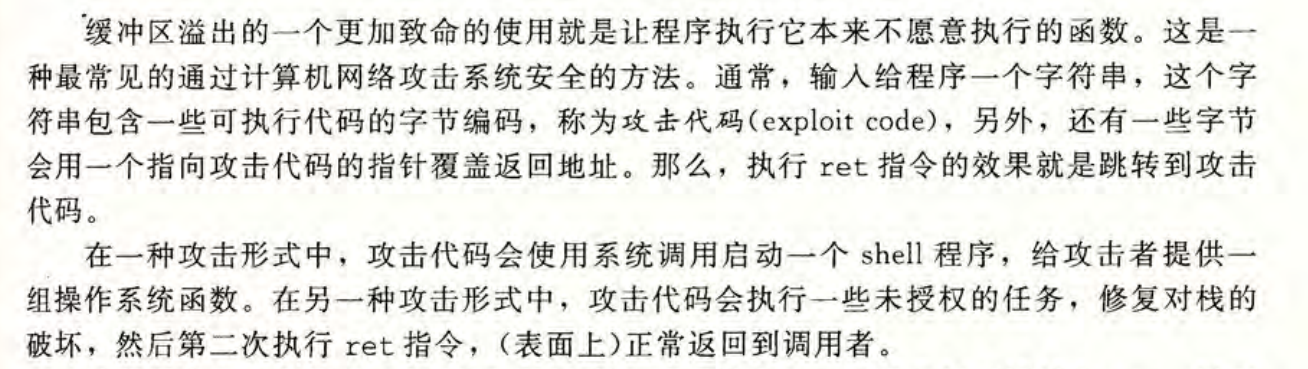 缓冲区溢出的一个更加致命的使用就是让程序执行它本来不愿意执行的函数。这是一
种最常见的通过计算机网络攻击系统安全的方法。通常，输入给程序一个字符串，这个字
符串包含一些可执行代码的字节编码，称为攻击代码(exploit code)，另外，还有一些字节
会用一个指向攻击代码的指针覆盖返回地址。那么，执行 ret 指令的效果就是跳转到攻击
代码。
在一种攻击形式中，攻击代码会使用系统调用启动一个 shell 程序，给攻击者提供一
组操作系统函数。在另一种攻击形式中，攻击代码会执行一些未授权的任务，修复对栈的
破坏，然后第二次执行 ret 指令，(表面上)正常返回到调用者。